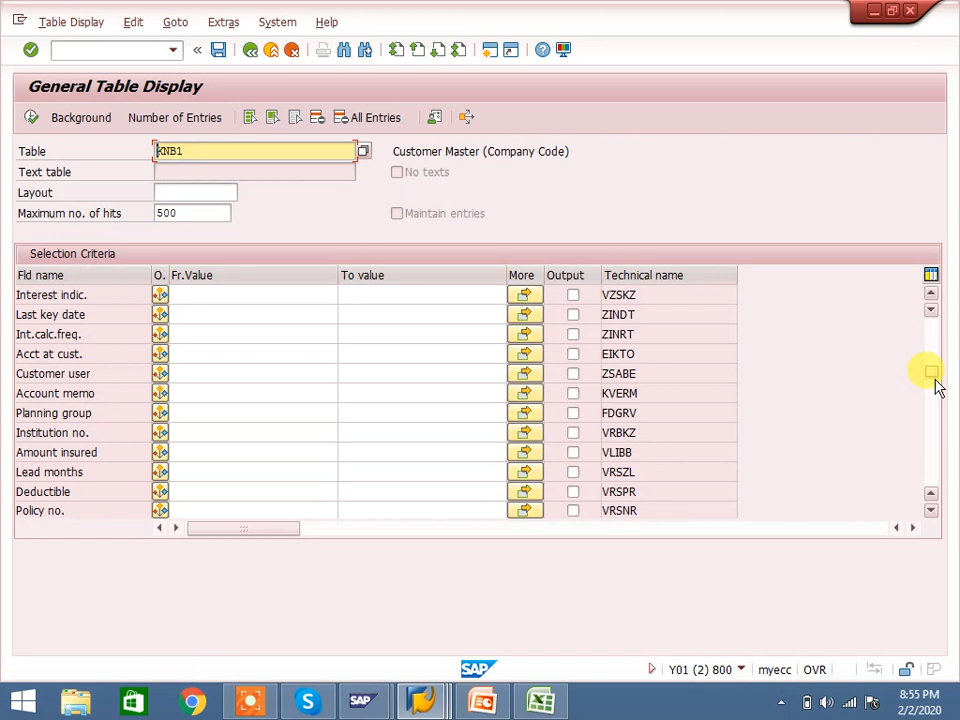 Table Display Edit Goto Extras System Help
General Table Display
Background Number of Entries All Entries
Table KNB1 Customer Master (Company Code)
Text table No texts
Layout
Maximum no. of hits 500 Maintain entries
Selection Criteria
Fld name O. Fr.Value To value More Output Technical name
Interest indic. VZSKZ
Last key date ZINDT
Int.calc.freq. ZINRT
Acct at cust. EIKTO
Customer user ZSABE
Account memo KVERM
Planning group FDGRV
Institution no. VRBKZ
Amount insured VLIBB
Lead months VRSZL
Deductible VRSPR
Policy no. VRSNR
SAP Y01 (2) 800 myecc OVR
SAP
8:55 PM
2/2/2020